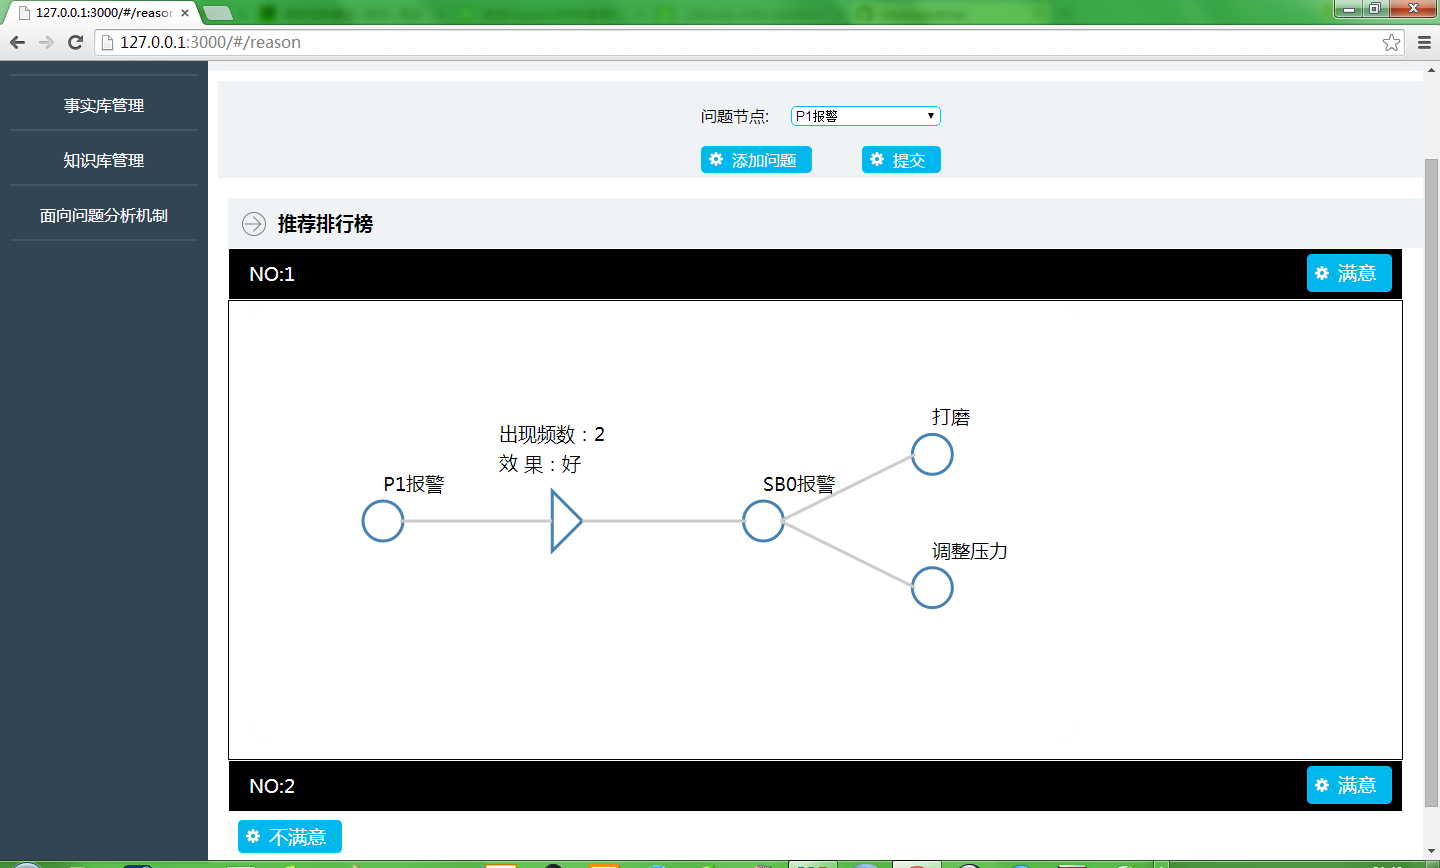 127.0.0.1:3000/#/reason
127.0.0.1:3000/#/reason
事实库管理
知识库管理
面向问题分析机制
问题节点:
P1报警
添加问题
提交
推荐排行榜
NO:1
满意
打磨
出现频数：2
效 果：好
P1报警
SB0报警
调整压力
NO:2
满意
不满意